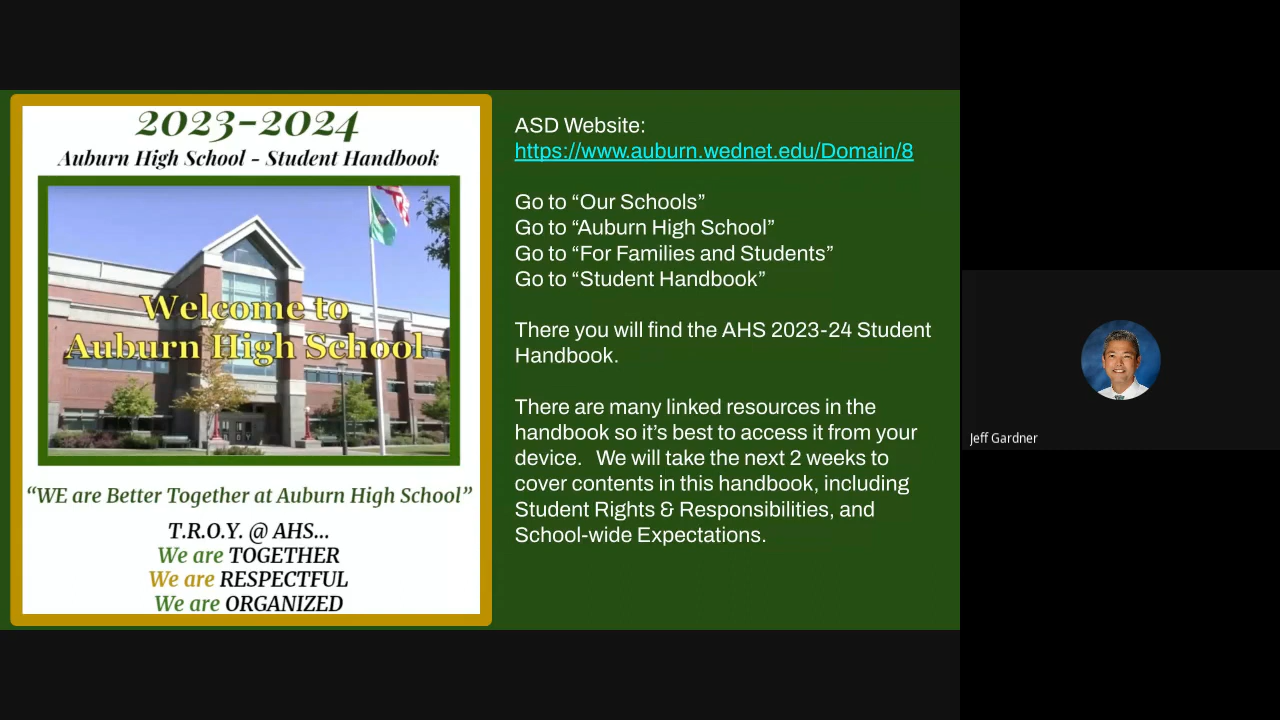 2023-2024
Auburn High School - Student Handbook
Welcome to
Auburn High School
“WE are Better Together at Auburn High School”
T.R.O.Y. @ AHS...
We are TOGETHER
We are RESPECTFUL
We are ORGANIZED
ASD Website:
https://www.auburn.wednet.edu/Domain/8
Go to “Our Schools”
Go to “Auburn High School”
Go to “For Families and Students”
Go to “Student Handbook”
There you will find the AHS 2023-24 Student
Handbook.
There are many linked resources in the
handbook so it’s best to access it from your
device.   We will take the next 2 weeks to
cover contents in this handbook, including
Student Rights & Responsibilities, and
School-wide Expectations.
Jeff Gardner